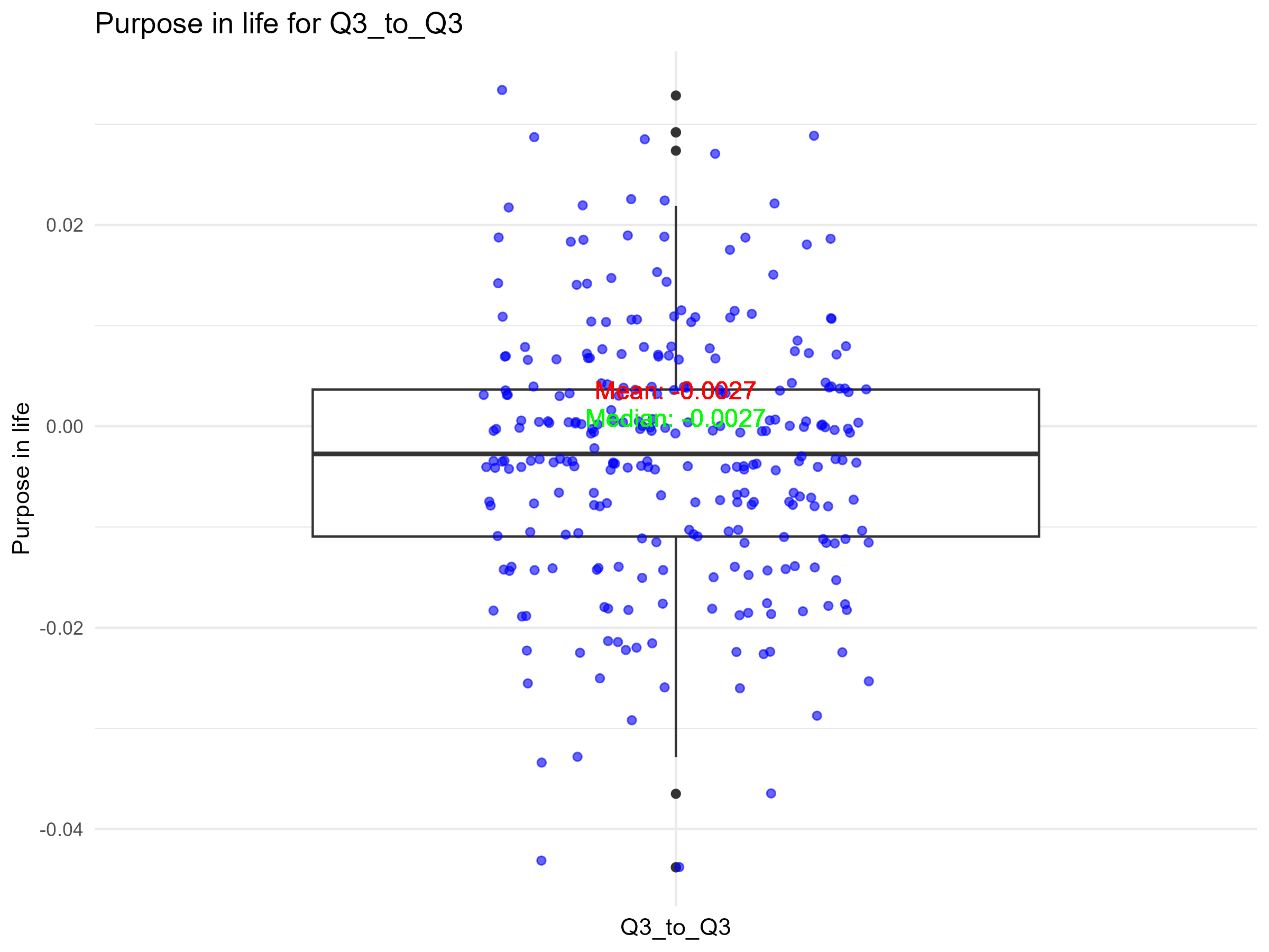 Purpose in life for Q3_to_Q3
Purpose in life
0.02
0.00
-0.02
-0.04
Mean: -0.0027
Median: -0.0027
Q3_to_Q3